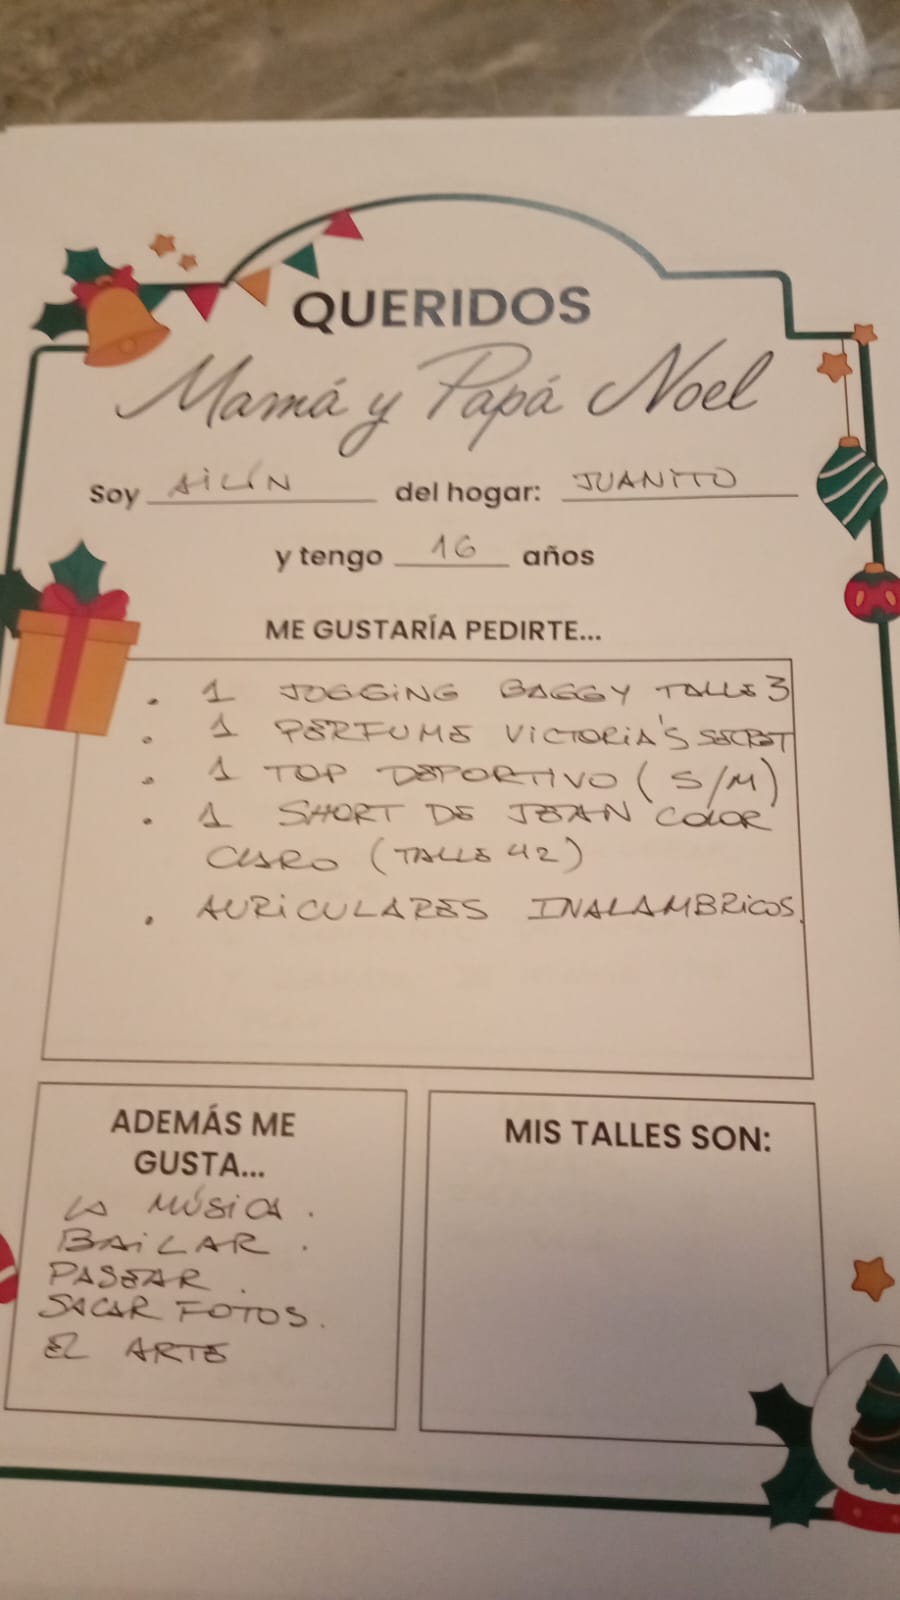 QUERIDOS
Mamá y Papá Noel
Soy AILÍN del hogar: JUANITO
y tengo 16 años
ME GUSTARÍA PEDIRTE...
. 1 JOGGING BAGGY TALLE 3
. 1 PERFUME VICTORIA'S SECRET
. 1 TOP DEPORTIVO (S/M)
. 1 SHORT DE JEAN COLOR
CLARO (TALLE 42)
. AURICULARES INALAMBRICOS.
ADEMÁS ME
GUSTA...
LA MÚSICA.
BAILAR.
PASEAR.
SACAR FOTOS.
EL ARTE
MIS TALLES SON: